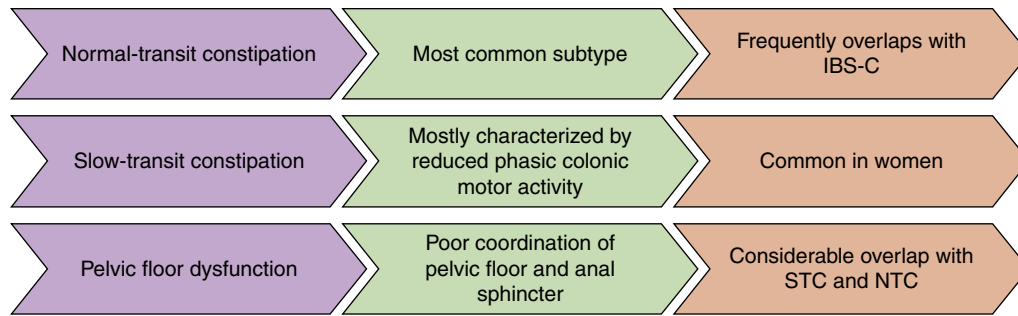 Normal-transit constipation
Most common subtype
Frequently overlaps with
IBS-C
Slow-transit constipation
Mostly characterized by
reduced phasic colonic
motor activity
Common in women
Pelvic floor dysfunction
Poor coordination of
pelvic floor and anal
sphincter
Considerable overlap with
STC and NTC